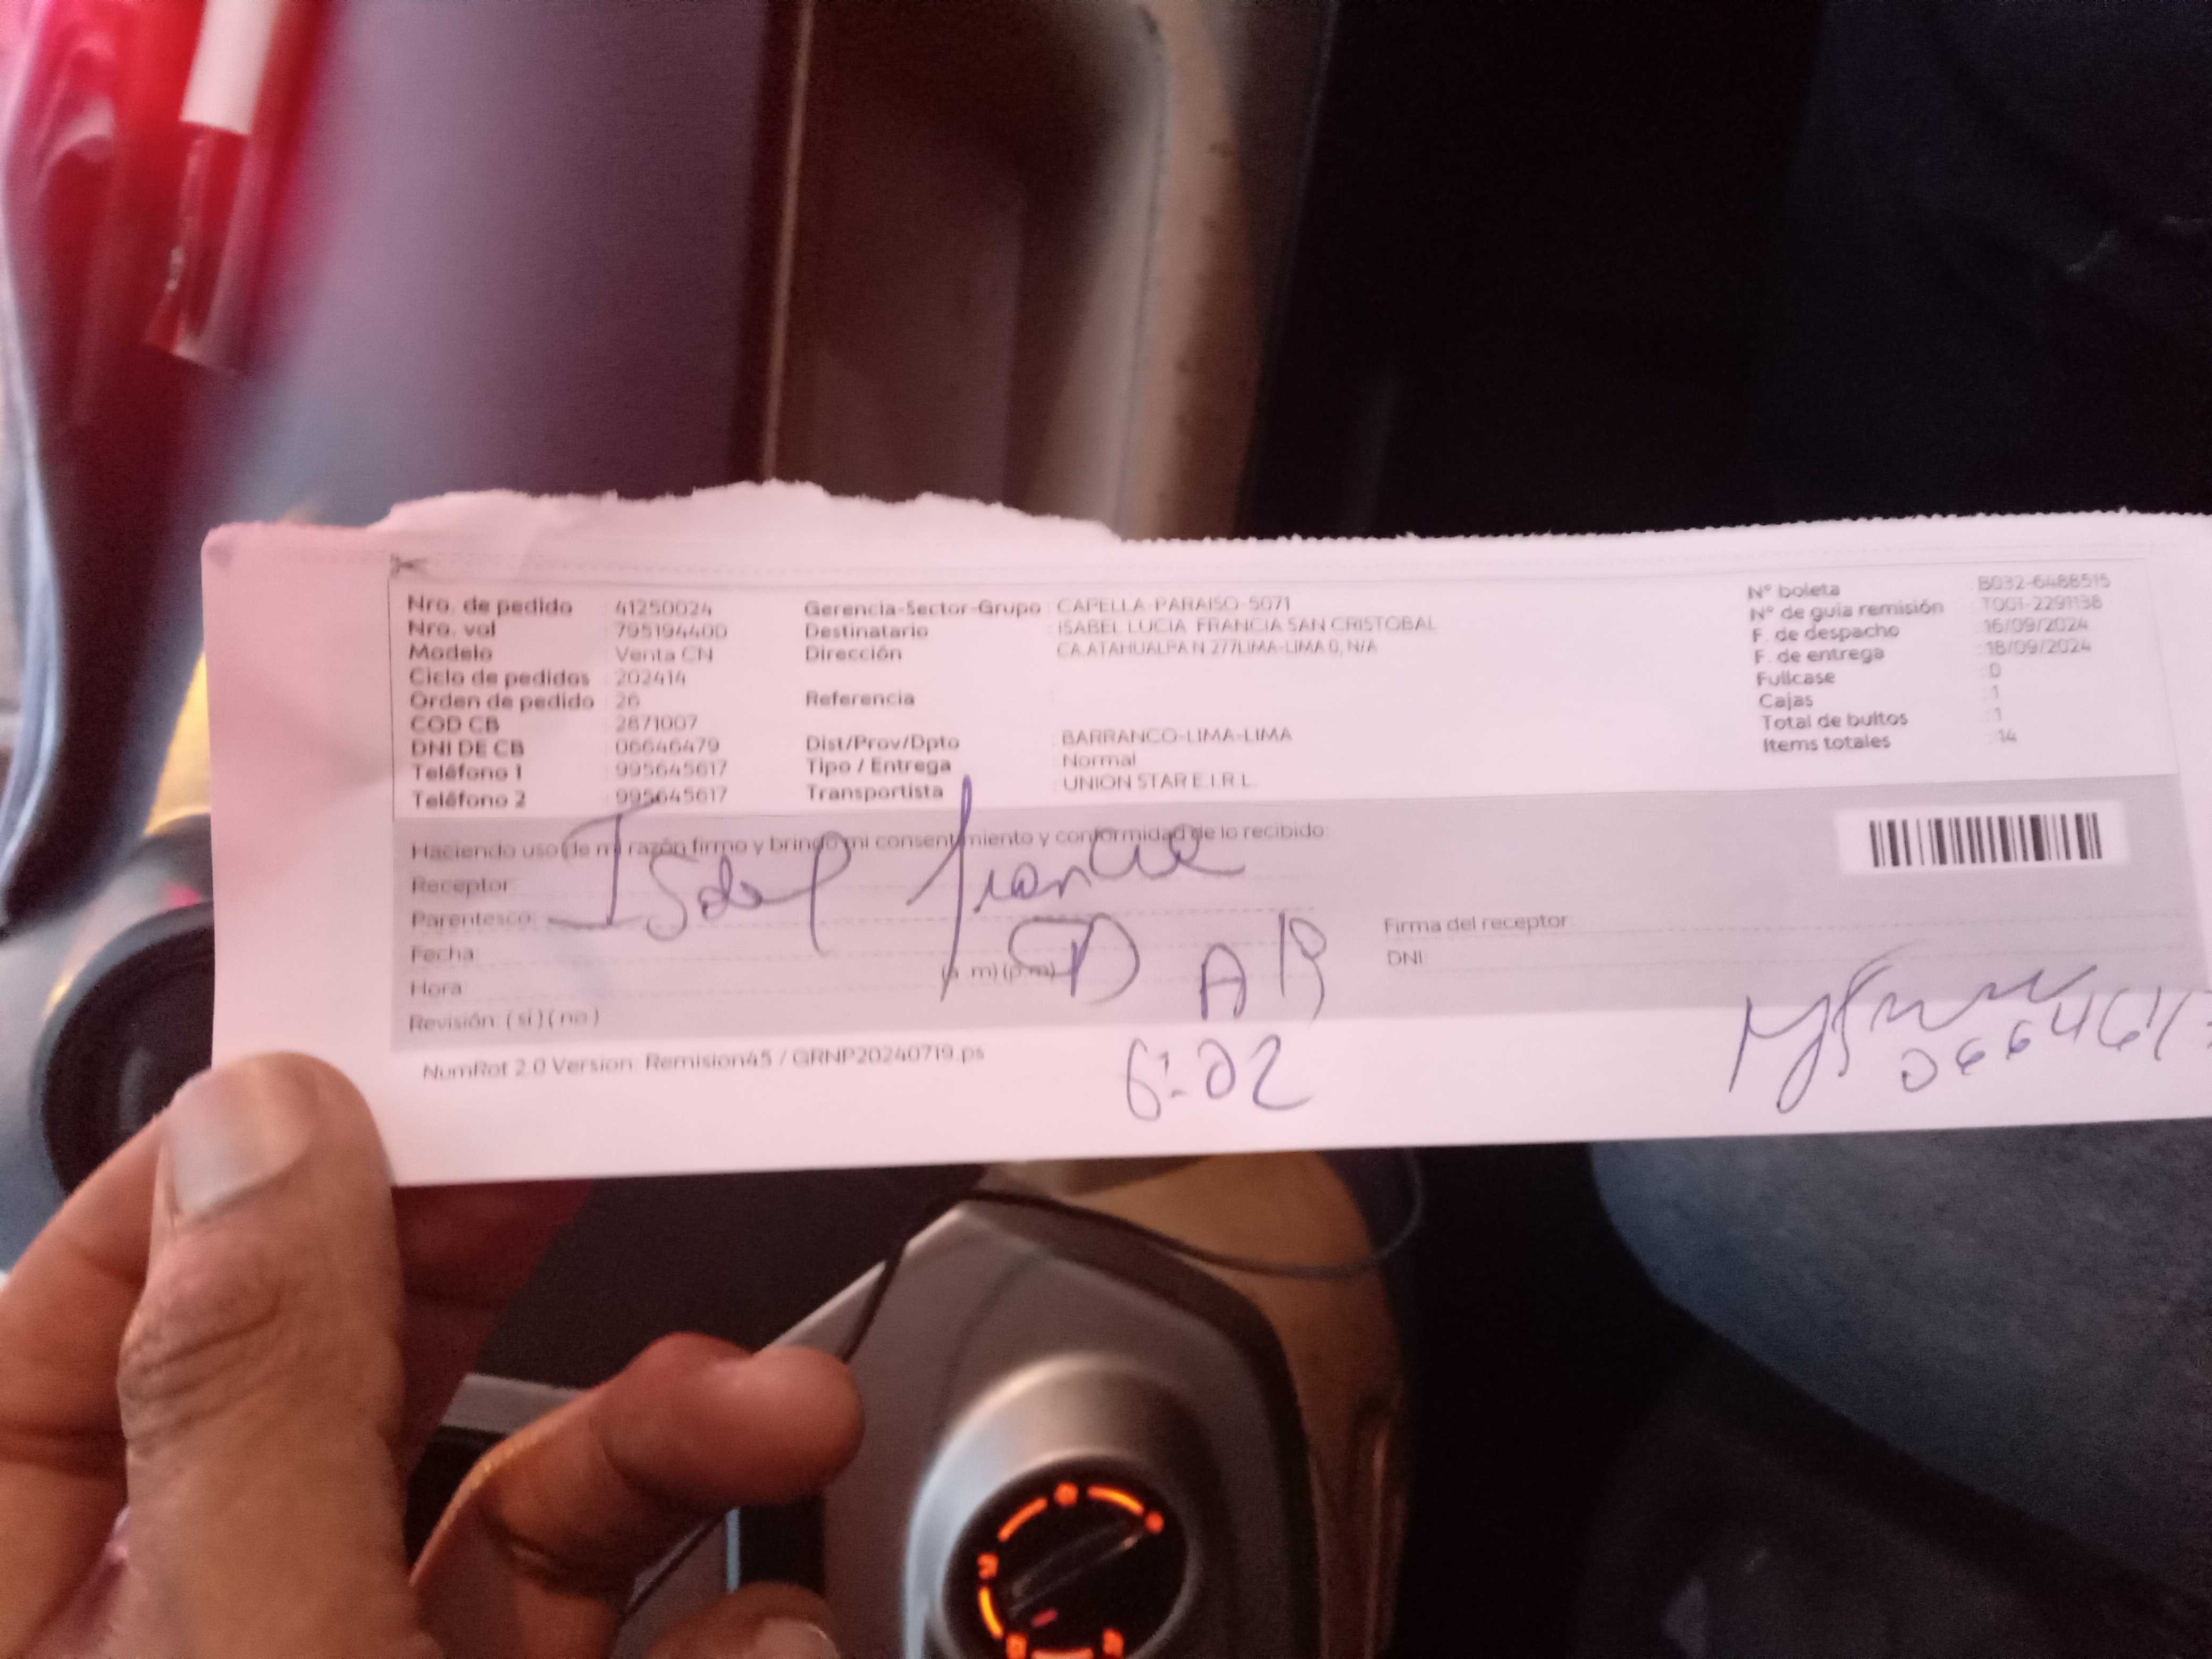 Nro. de pedido : 41250024 Gerencia-Sector-Grupo : CAPELLA-PARAISO-5071 N° boleta : B032-6488515
Nro. vol : 795194400 Destinatario : ISABEL LUCIA FRANCIA SAN CRISTOBAL N° de guia remisión : T001-2291138
Modelo : Venta CN Dirección : CA.ATAHUALPA N 277LIMA-LIMA 0, N/A F. de despacho : 16/09/2024
Ciclo de pedidos : 202414 F. de entrega : 18/09/2024
Orden de pedido : 26 Referencia : Fullcase : 0
COD CB : 2871007 Cajas : 1
DNI DE CB : 06646479 Dist/Prov/Dpto : BARRANCO-LIMA-LIMA Total de bultos : 1
Teléfono 1 : 995645617 Tipo / Entrega : Normal Items totales : 14
Teléfono 2 : 995645617 Transportista : UNION STAR E.I.R.L.
Haciendo uso de mi razón firmo y brindo mi consentimiento y conformidad de lo recibido:
Receptor: Isabel Francia
Parentesco:
Firma del receptor:
Fecha:
DNI:
Hora: (a. m) (p. m)
Revisión: ( si ) ( no )
NumRot 2.0 Version: Remision45 / GRNP20240719.ps
6:02